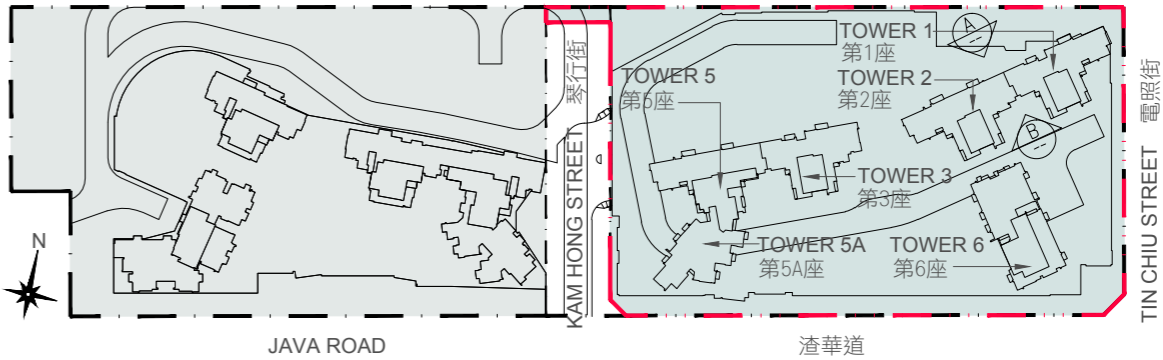 TOWER 1
第1座
A
TOWER 2
第2座
TOWER 5
第5座
B
TOWER 3
第3座
TOWER 5A
第5A座
TOWER 6
第6座
N
KAM HONG STREET
琴行街
TIN CHIU STREET
電照街
JAVA ROAD
渣華道